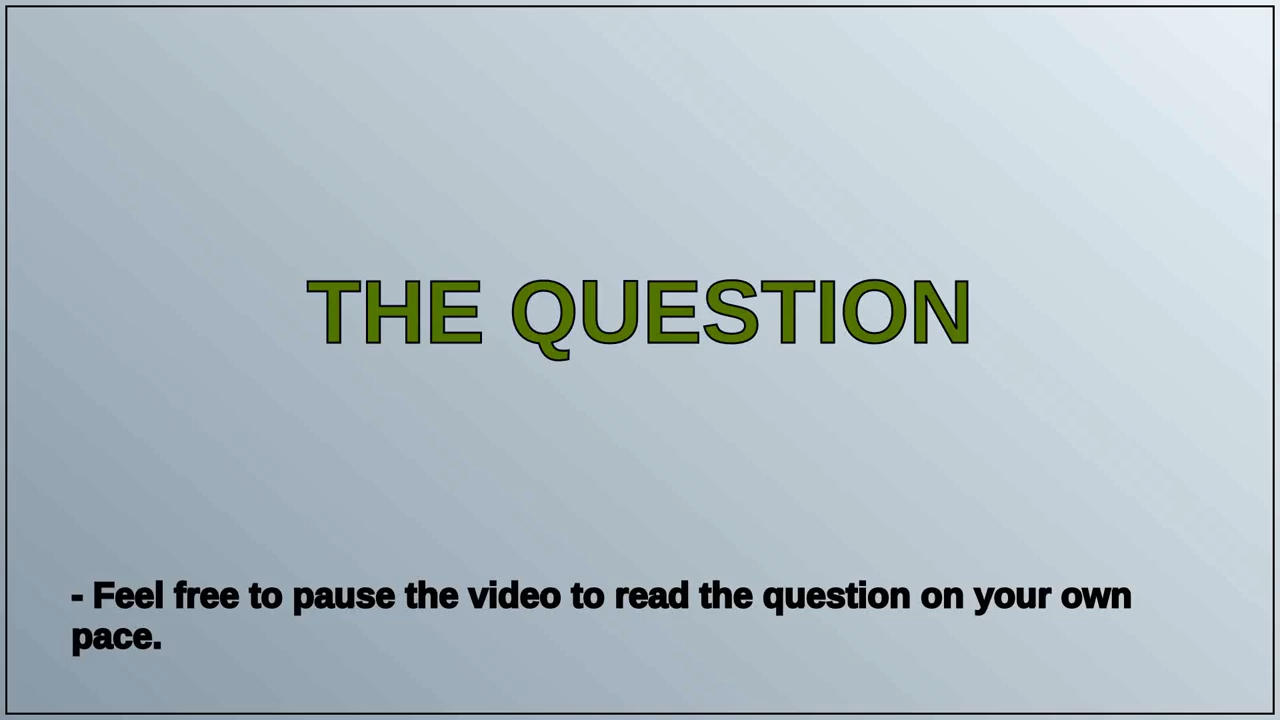 THE QUESTION
- Feel free to pause the video to read the question on your own
pace.